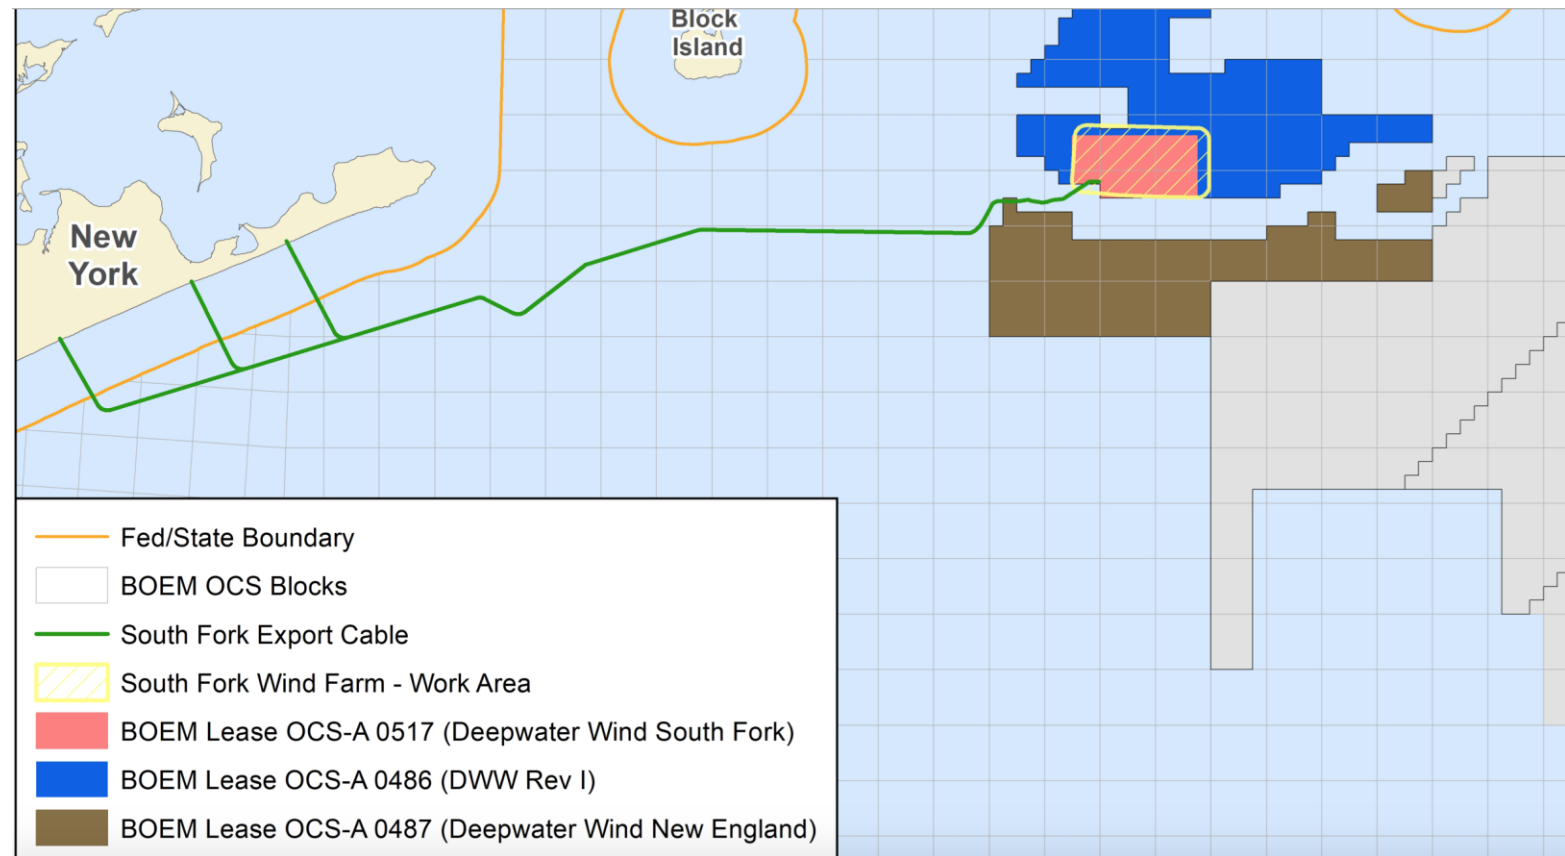 Block
Island
New
York
Fed/State Boundary
BOEM OCS Blocks
South Fork Export Cable
South Fork Wind Farm - Work Area
BOEM Lease OCS-A 0517 (Deepwater Wind South Fork)
BOEM Lease OCS-A 0486 (DWW Rev I)
BOEM Lease OCS-A 0487 (Deepwater Wind New England)